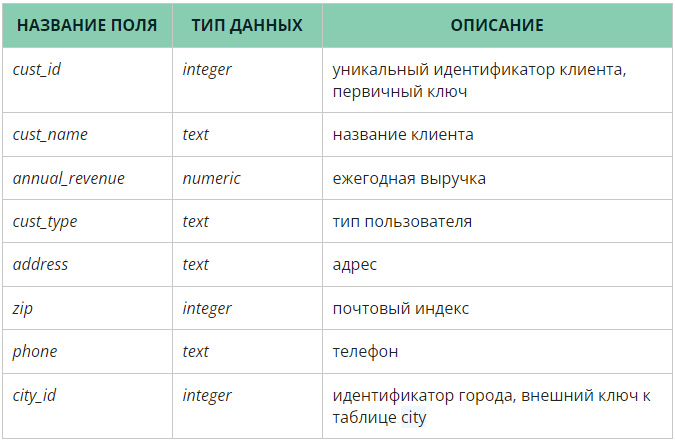 НАЗВАНИЕ ПОЛЯ ТИП ДАННЫХ ОПИСАНИЕ
cust_id integer уникальный идентификатор клиента,
первичный ключ
cust_name text название клиента
annual_revenue numeric ежегодная выручка
cust_type text тип пользователя
address text адрес
zip integer почтовый индекс
phone text телефон
city_id integer идентификатор города, внешний ключ к
таблице city